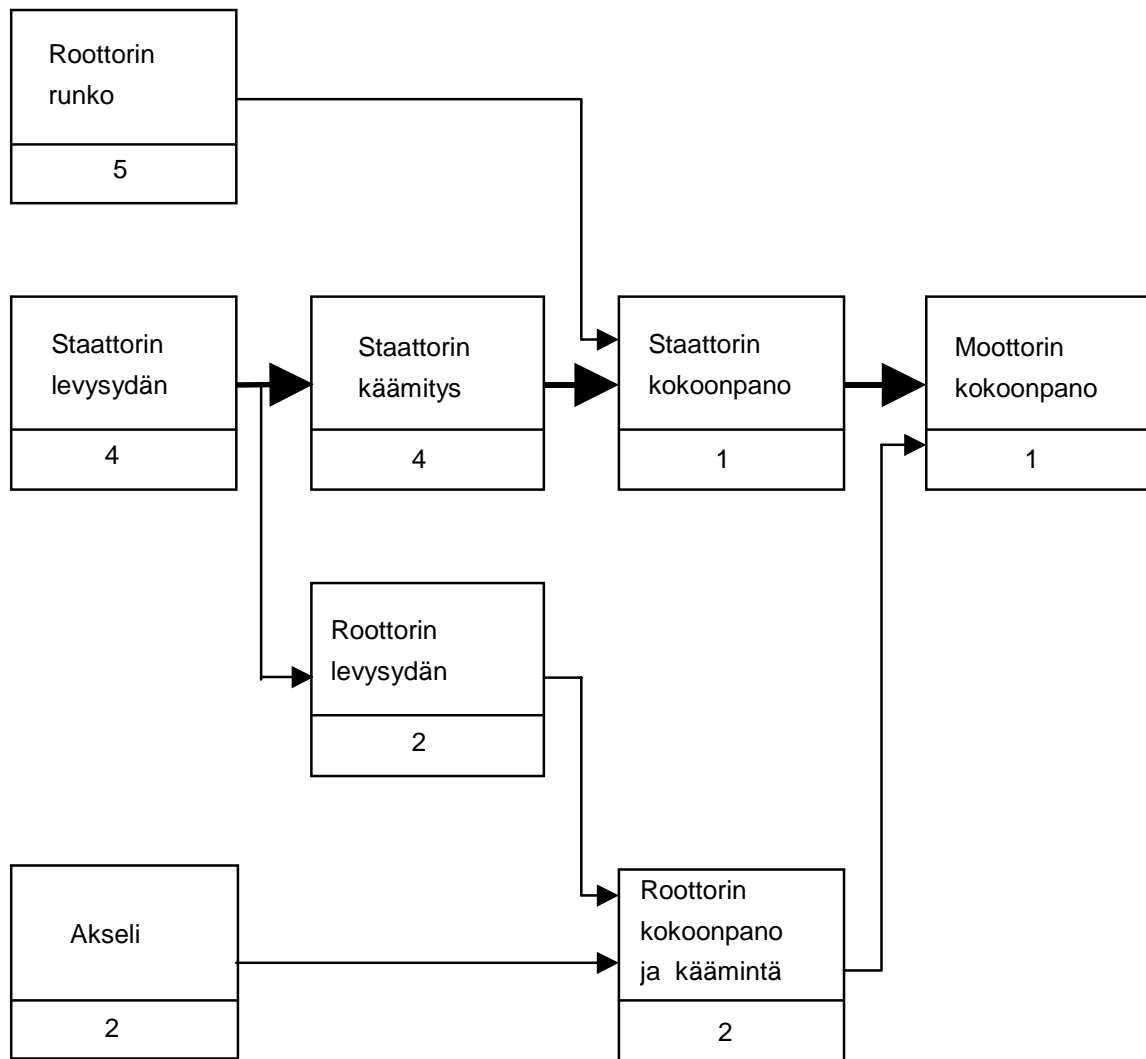 Roottorin
runko
5
Staattorin
levysydän
4
Staattorin
käämitys
4
Staattorin
kokoonpano
1
Moottorin
kokoonpano
1
Roottorin
levysydän
2
Akseli
2
Roottorin
kokoonpano
ja käämintä
2